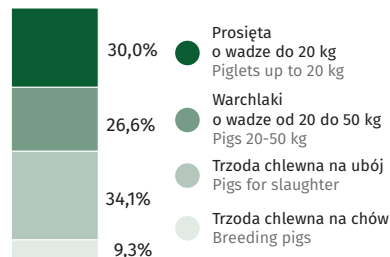 30,0%
Prosięta
o wadze do 20 kg
Piglets up to 20 kg
26,6%
Warchlaki
o wadze od 20 do 50 kg
Pigs 20-50 kg
34,1%
Trzoda chlewna na ubój
Pigs for slaughter
9,3%
Trzoda chlewna na chów
Breeding pigs